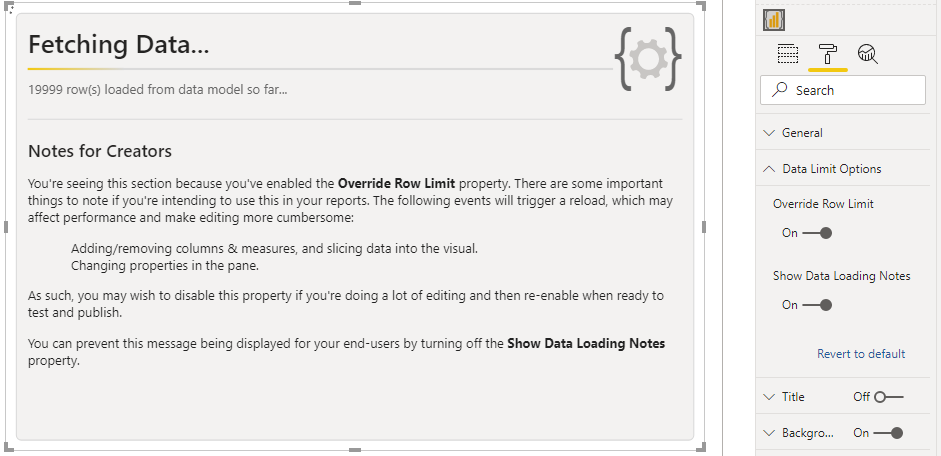 Fetching Data...
19999 row(s) loaded from data model so far...
Notes for Creators
You're seeing this section because you've enabled the Override Row Limit property. There are some important
things to note if you're intending to use this in your reports. The following events will trigger a reload, which may
affect performance and make editing more cumbersome:
Adding/removing columns & measures, and slicing data into the visual.
Changing properties in the pane.
As such, you may wish to disable this property if you're doing a lot of editing and then re-enable when ready to
test and publish.
You can prevent this message being displayed for your end-users by turning off the Show Data Loading Notes
property.
Search
General
Data Limit Options
Override Row Limit
On
Show Data Loading Notes
On
Revert to default
Title Off
Backgro... On